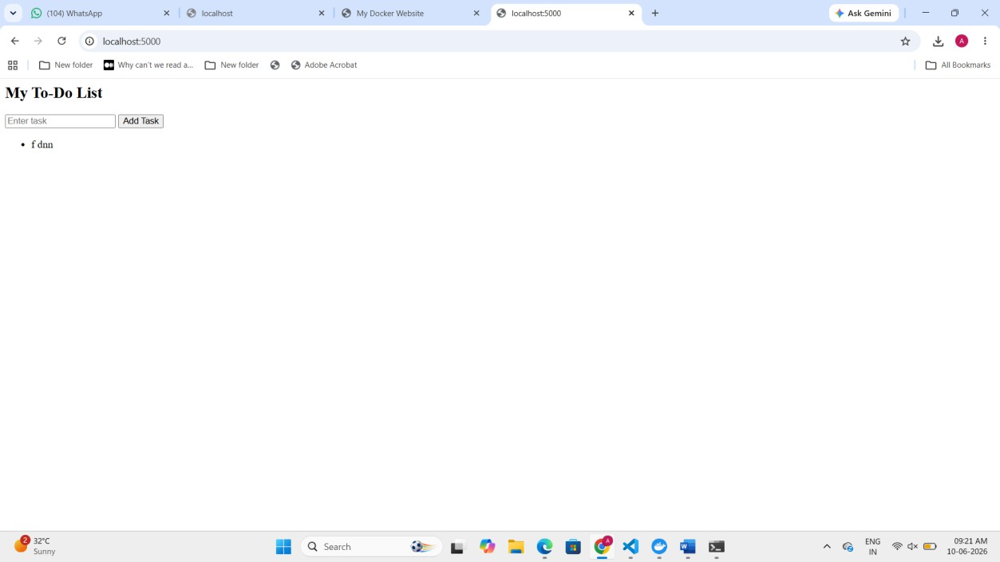 (104) WhatsApp
localhost
My Docker Website
localhost:5000
Ask Gemini
localhost:5000
A
New folder
Why can't we read a...
New folder
Adobe Acrobat
All Bookmarks
My To-Do List
Enter task
Add Task
f dnn
2
32°C
Sunny
Search
A
ENG
IN
09:21 AM
10-06-2026